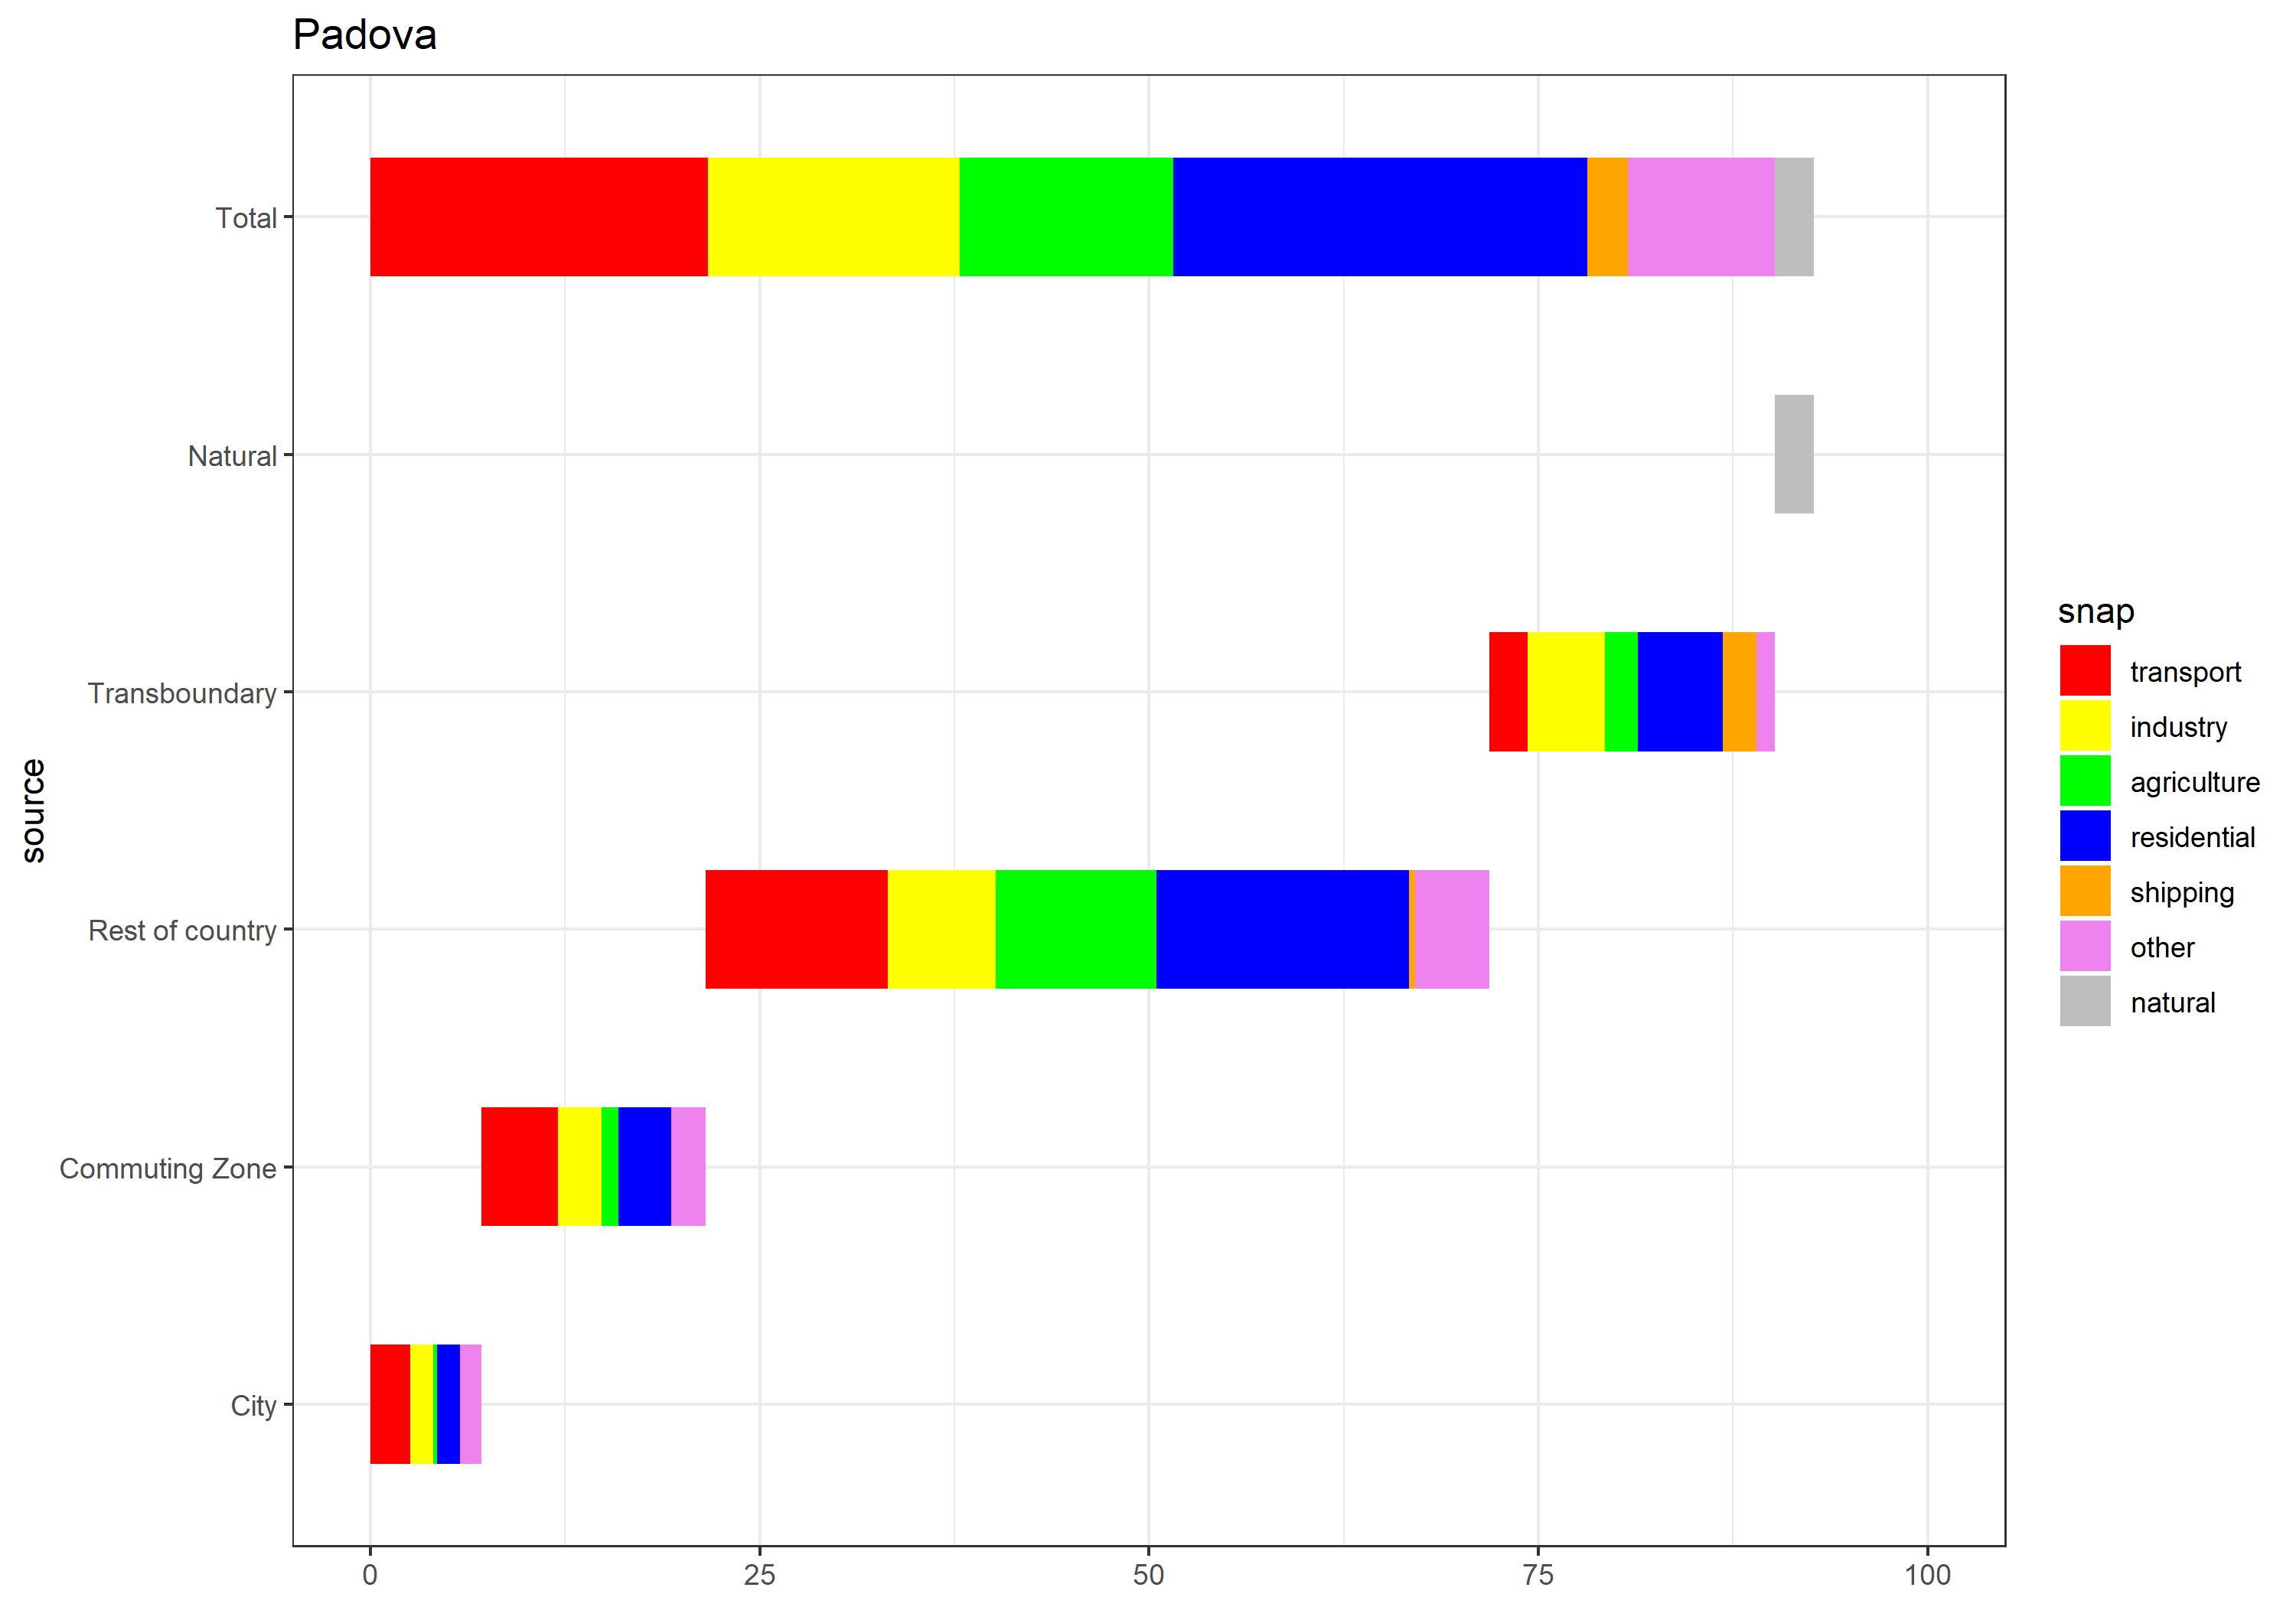 Padova
Total
Natural
Transboundary
Rest of country
Commuting Zone
City
source
0 25 50 75 100
snap
transport
industry
agriculture
residential
shipping
other
natural